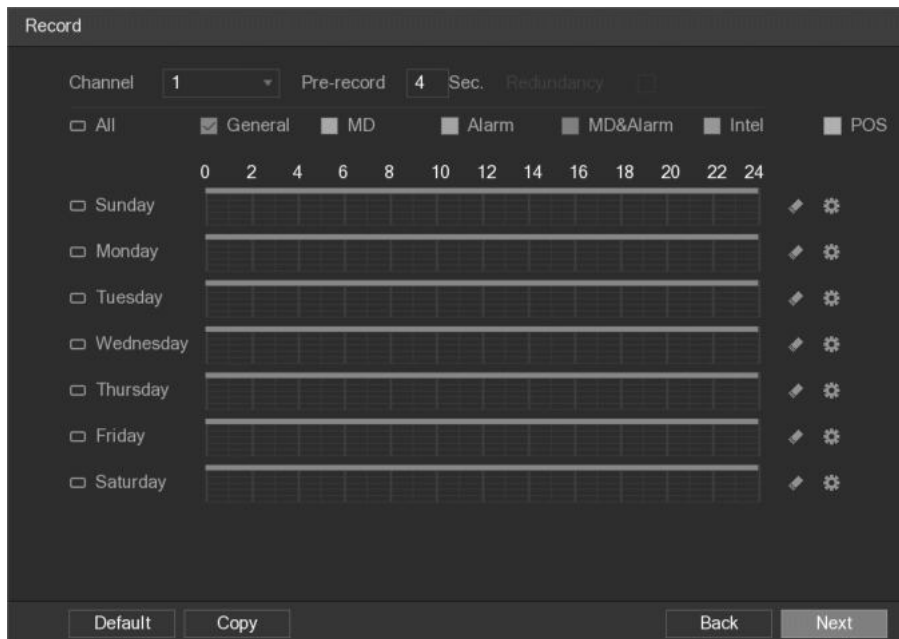 Record
Channel 1 Pre-record 4 Sec. Redundancy
All General MD Alarm MD&Alarm Intel POS
0 2 4 6 8 10 12 14 16 18 20 22 24
Sunday
Monday
Tuesday
Wednesday
Thursday
Friday
Saturday
Default Copy Back Next